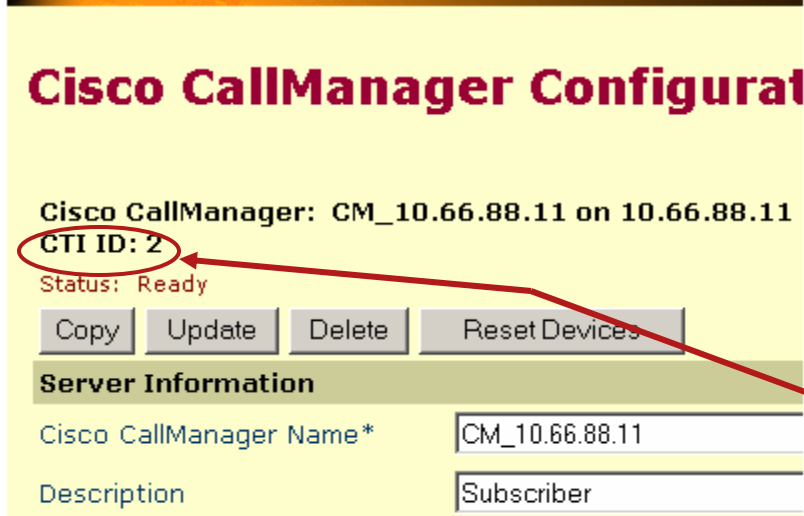 Cisco CallManager Configurat
Cisco CallManager: CM_10.66.88.11 on 10.66.88.11
CTI ID: 2
Status: Ready
Copy Update Delete Reset Devices
Server Information
Cisco CallManager Name* CM_10.66.88.11
Description Subscriber